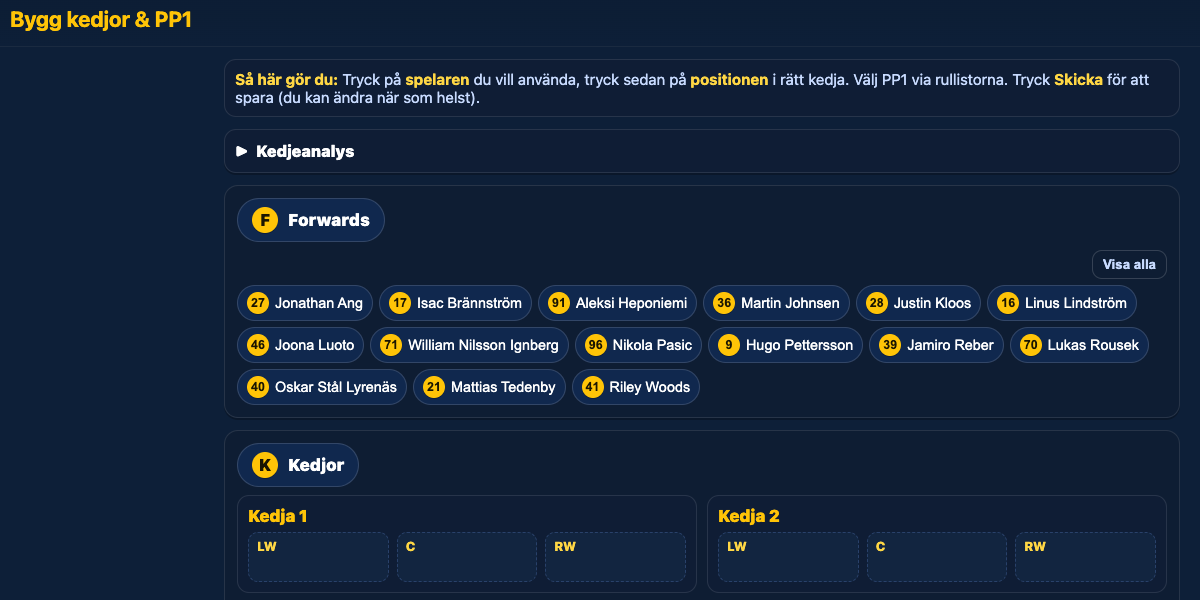 Bygg kedjor & PP1
Så här gör du: Tryck på spelaren du vill använda, tryck sedan på positionen i rätt kedja. Välj PP1 via rullistorna. Tryck Skicka för att
spara (du kan ändra när som helst).
▶ Kedjeanalys
F Forwards
Visa alla
27 Jonathan Ang 17 Isac Brännström 91 Aleksi Heponiemi 36 Martin Johnsen 28 Justin Kloos 16 Linus Lindström
46 Joona Luoto 71 William Nilsson Ignberg 96 Nikola Pasic 9 Hugo Pettersson 39 Jamiro Reber 70 Lukas Rousek
40 Oskar Stål Lyrenäs 21 Mattias Tedenby 41 Riley Woods
K Kedjor
Kedja 1 Kedja 2
LW C RW LW C RW